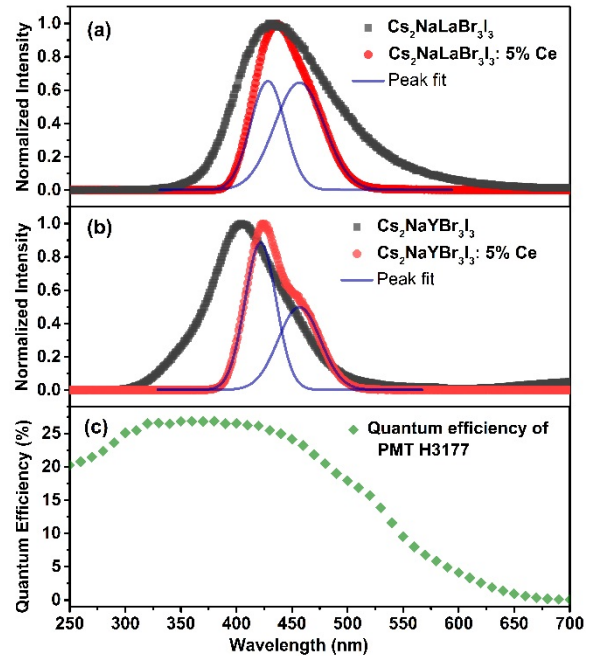 (a)
Cs₂NaLaBr₃I₃
Cs₂NaLaBr₃I₃: 5% Ce
Peak fit
Normalized Intensity
1.0
0.8
0.6
0.4
0.2
0.0
(b)
Cs₂NaYBr₃I₃
Cs₂NaYBr₃I₃: 5% Ce
Peak fit
Normalized Intensity
1.0
0.8
0.6
0.4
0.2
0.0
(c)
Quantum efficiency of
PMT H3177
Quantum Efficiency (%)
25
20
15
10
5
0
250 300 350 400 450 500 550 600 650 700
Wavelength (nm)